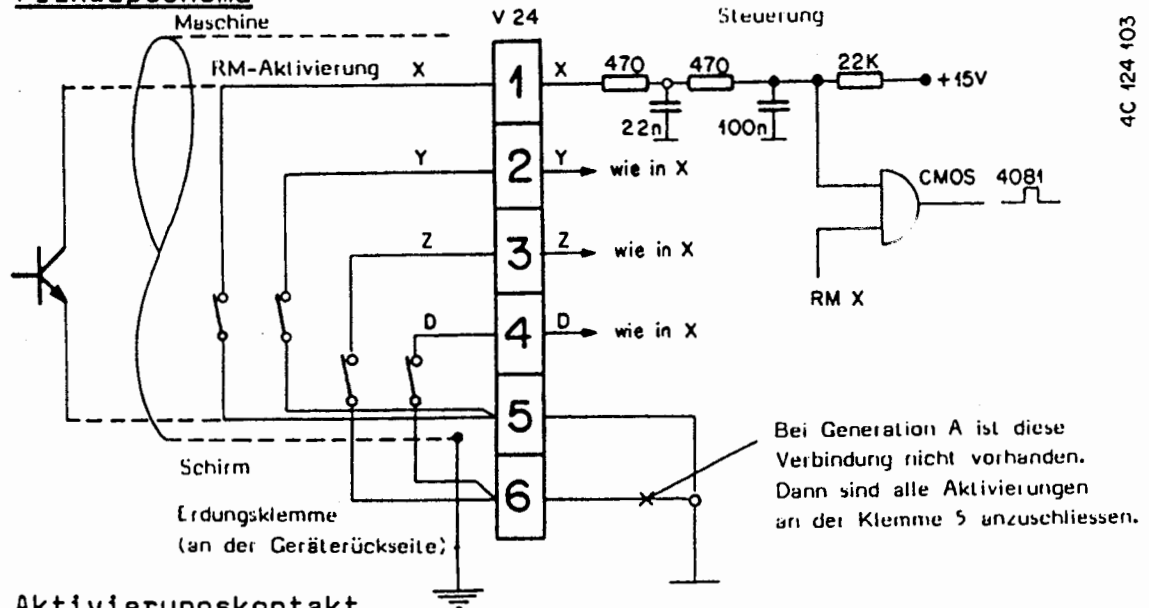 Maschine
V 24
Steuerung
4C 124 103
RM-Aktivierung
X
1
X
470
470
22K
+15V
22n
100n
Y
2
Y
wie in X
CMOS 4081
Z
3
Z
wie in X
RM X
D
4
D
wie in X
5
Bei Generation A ist diese
Verbindung nicht vorhanden.
Dann sind alle Aktivierungen
an der Klemme 5 anzuschliessen.
Schirm
6
Erdungsklemme
(an der Geräterückseite)
Aktivierungskontakt